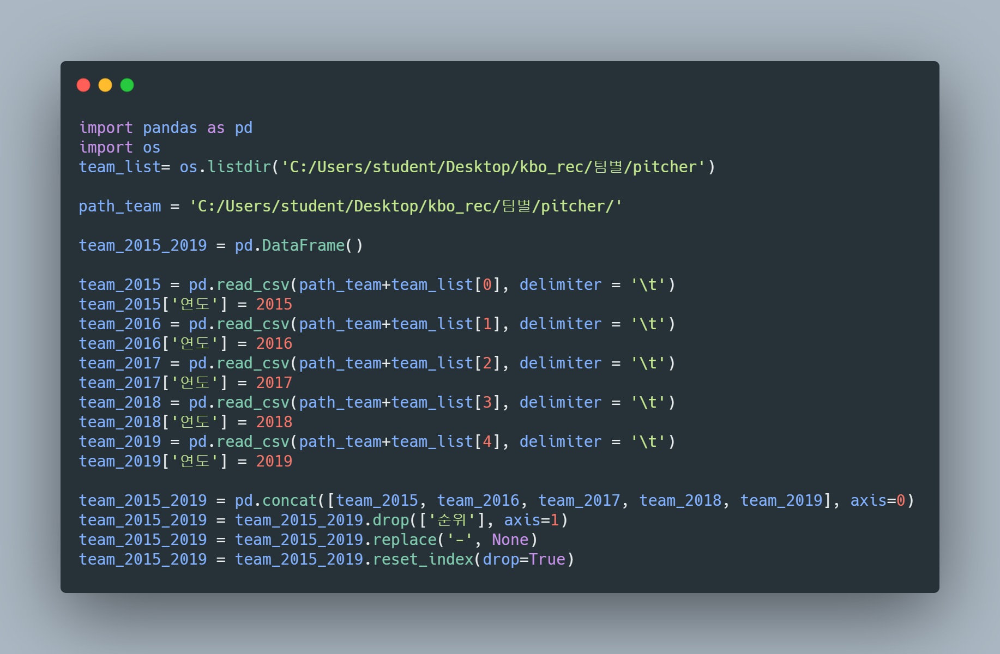 import pandas as pd
import os
team_list= os.listdir('C:/Users/student/Desktop/kbo_rec/팀별/pitcher')
path_team = 'C:/Users/student/Desktop/kbo_rec/팀별/pitcher/'
team_2015_2019 = pd.DataFrame()
team_2015 = pd.read_csv(path_team+team_list[0], delimiter = '\t')
team_2015['연도'] = 2015
team_2016 = pd.read_csv(path_team+team_list[1], delimiter = '\t')
team_2016['연도'] = 2016
team_2017 = pd.read_csv(path_team+team_list[2], delimiter = '\t')
team_2017['연도'] = 2017
team_2018 = pd.read_csv(path_team+team_list[3], delimiter = '\t')
team_2018['연도'] = 2018
team_2019 = pd.read_csv(path_team+team_list[4], delimiter = '\t')
team_2019['연도'] = 2019
team_2015_2019 = pd.concat([team_2015, team_2016, team_2017, team_2018, team_2019], axis=0)
team_2015_2019 = team_2015_2019.drop(['순위'], axis=1)
team_2015_2019 = team_2015_2019.replace('-', None)
team_2015_2019 = team_2015_2019.reset_index(drop=True)